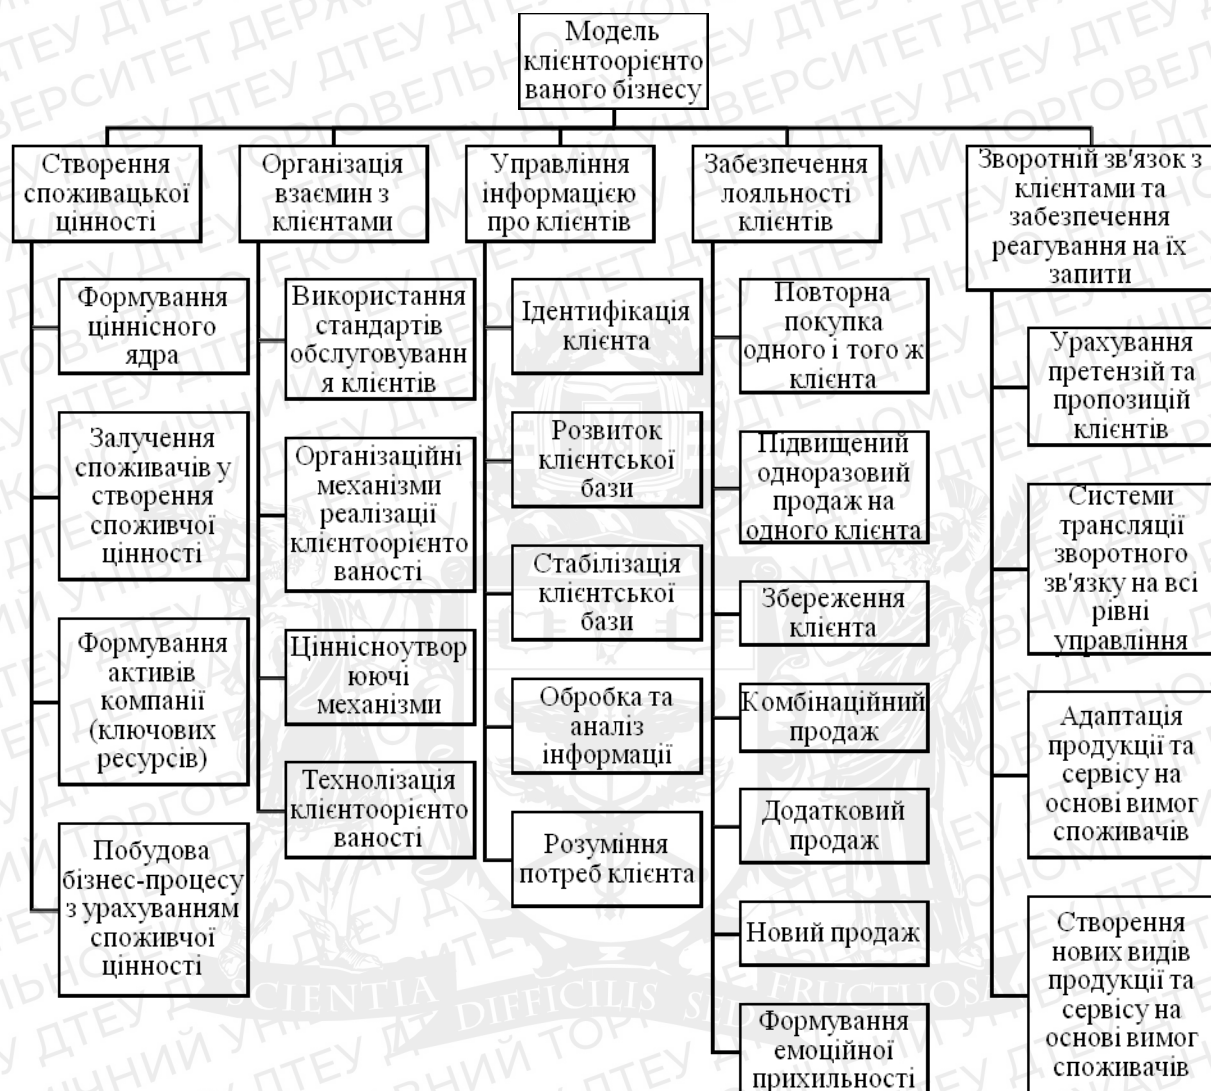 Модель
клієнтоорієнто
ваного бізнесу
Створення
споживацької
цінності
Формування
ціннісного
ядра
Залучення
споживачів у
створення
споживчої
цінності
Формування
активів
компанії
(ключових
ресурсів)
Побудова
бізнес-процесу
з урахуванням
споживчої
цінності
Організація
взаємин з
клієнтами
Використання
стандартів
обслуговуванн
я клієнтів
Організаційні
механізми
реалізації
клієнтоорієнто
ваності
Ціннісноутвор
юючі
механізми
Технолізація
клієнтоорієнто
ваності
Управління
інформацією
про клієнтів
Ідентифікація
клієнта
Розвиток
клієнтської
бази
Стабілізація
клієнтської
бази
Обробка та
аналіз
інформації
Розуміння
потреб клієнта
Забезпечення
лояльності
клієнтів
Повторна
покупка
одного і того ж
клієнта
Підвищений
одноразовий
продаж на
одного клієнта
Збереження
клієнта
Комбінаційний
продаж
Додатковий
продаж
Новий продаж
Формування
емоційної
прихильності
Зворотній зв'язок з
клієнтами та
забезпечення
реагування на їх
запити
Урахування
претензій та
пропозицій
клієнтів
Системи
трансляції
зворотного
зв'язку на всі
рівні
управління
Адаптація
продукції та
сервісу на
основі вимог
споживачів
Створення
нових видів
продукції та
сервісу на
основі вимог
споживачів
SCIENTIA DIFFICILIS SED FRUCTUOSA